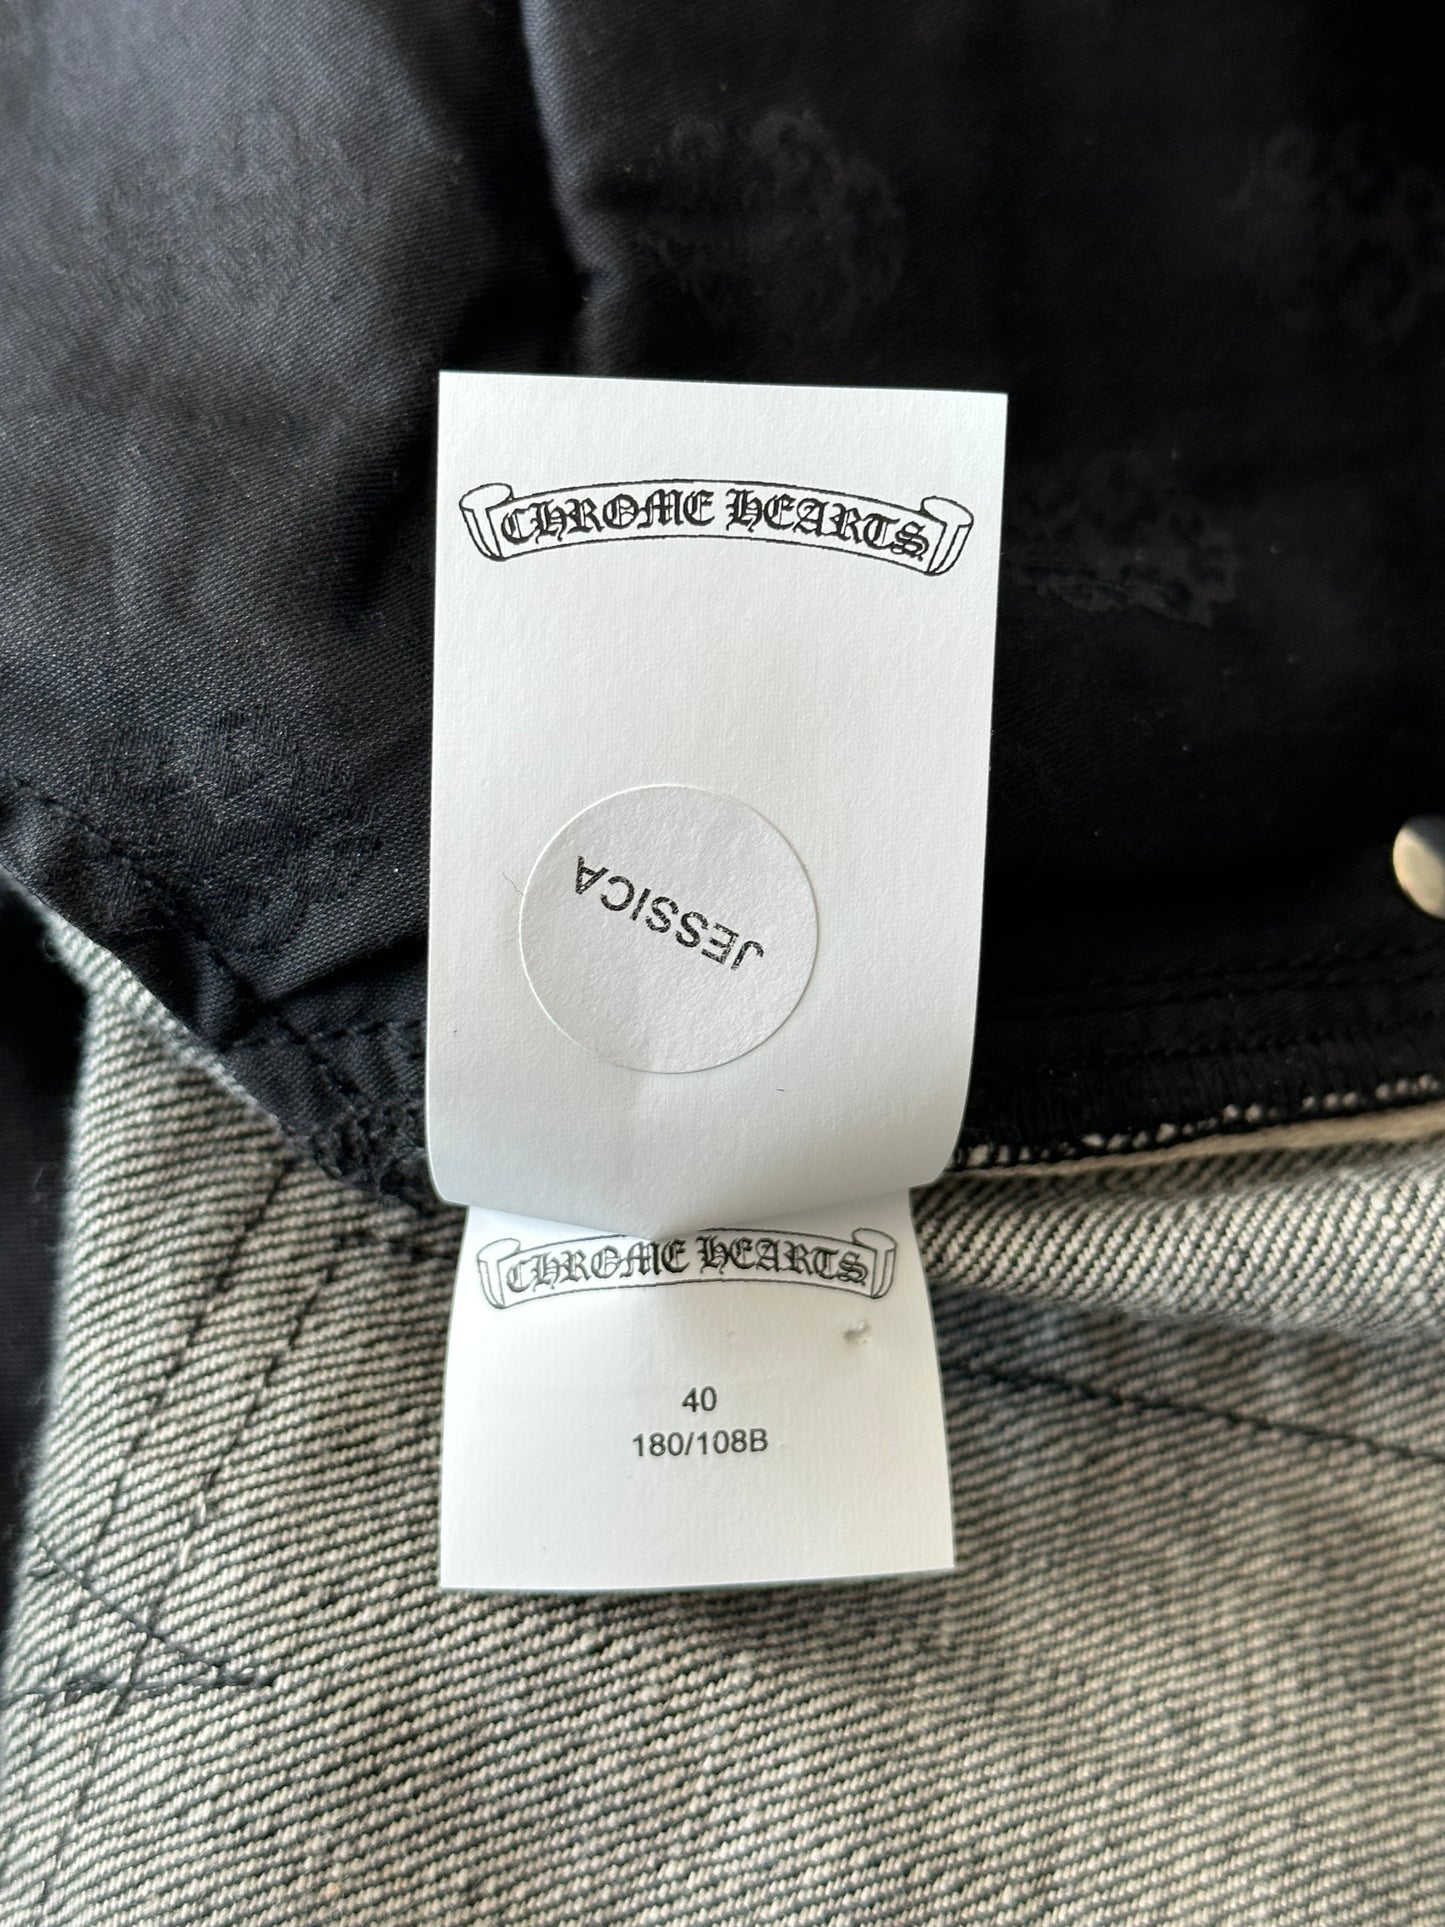 CHROME HEARTS
JESSICA
CHROME HEARTS
40
180/108B